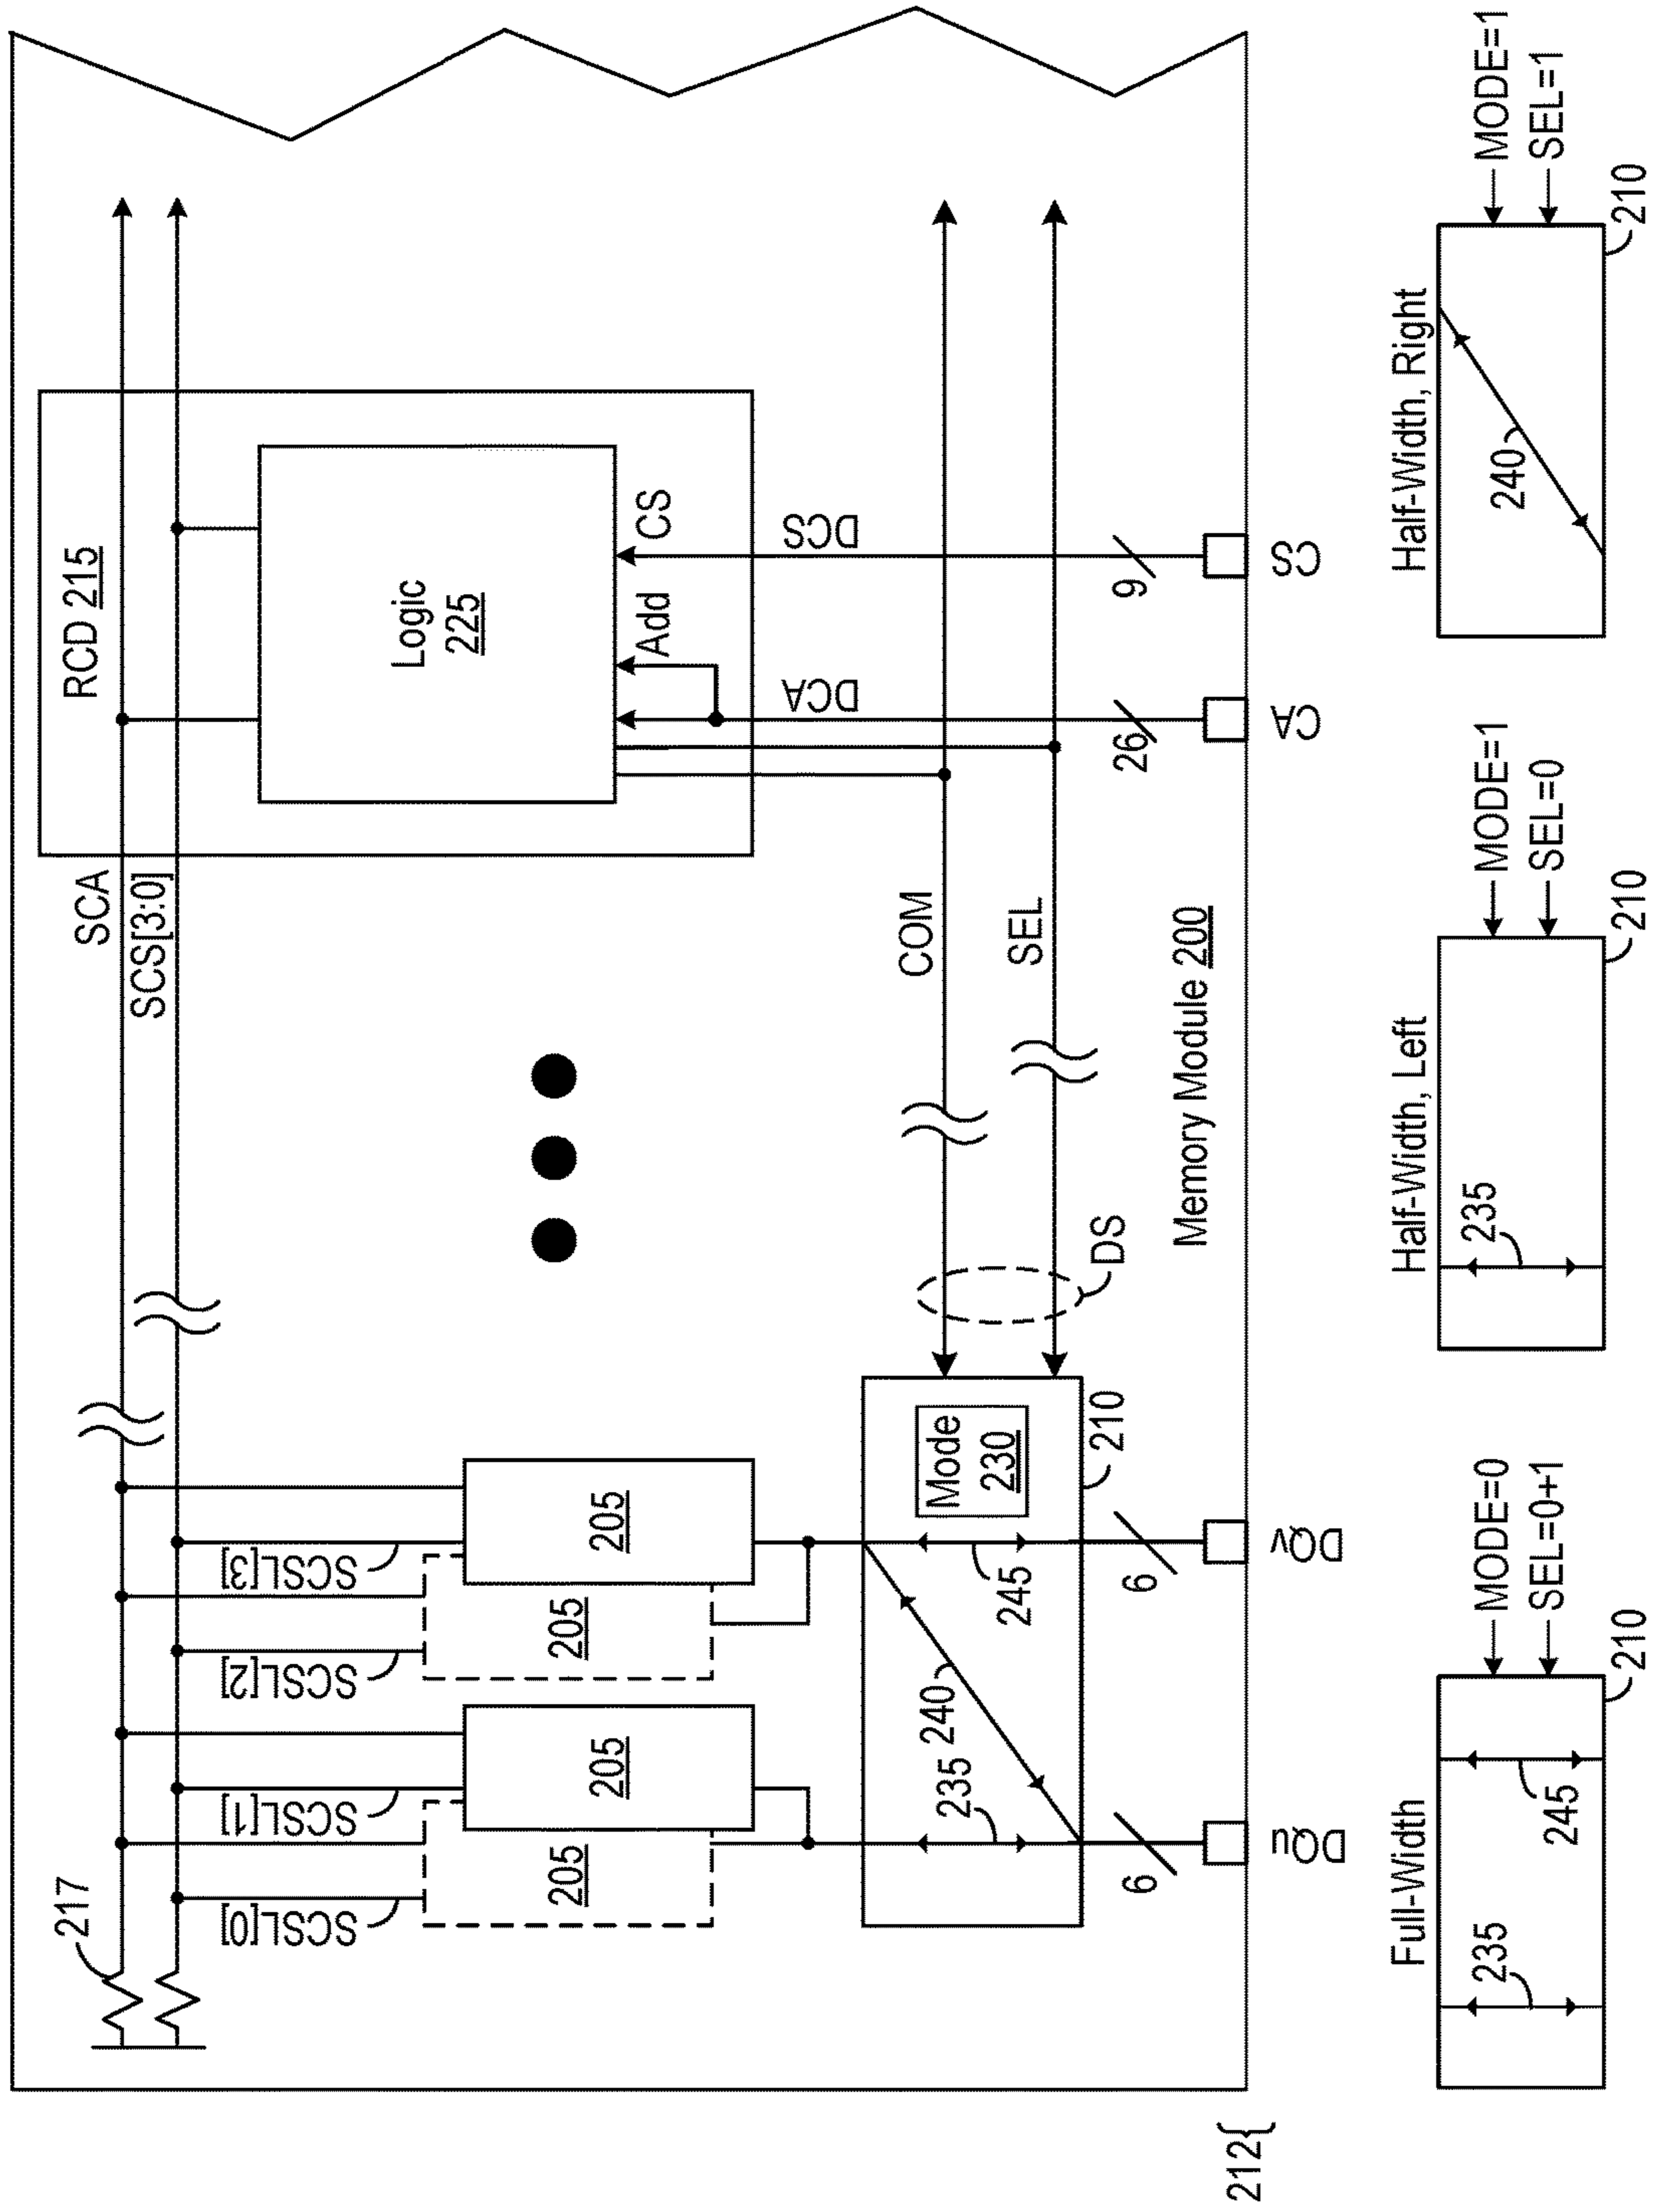 217
SCA
SCS[3:0]
RCD 215
Logic
225
Add
CS
SCSL[0]
SCSL[1]
SCSL[2]
SCSL[3]
205
205
205
205
DCA
DCS
COM
SEL
Mode
230
235
240
245
210
DS
6
6
26
9
Memory Module 200
212{
DQu
DQv
CA
CS
Full-Width
235
245
MODE=0
SEL=0+1
210
Half-Width, Left
235
MODE=1
SEL=0
210
Half-Width, Right
240
MODE=1
SEL=1
210